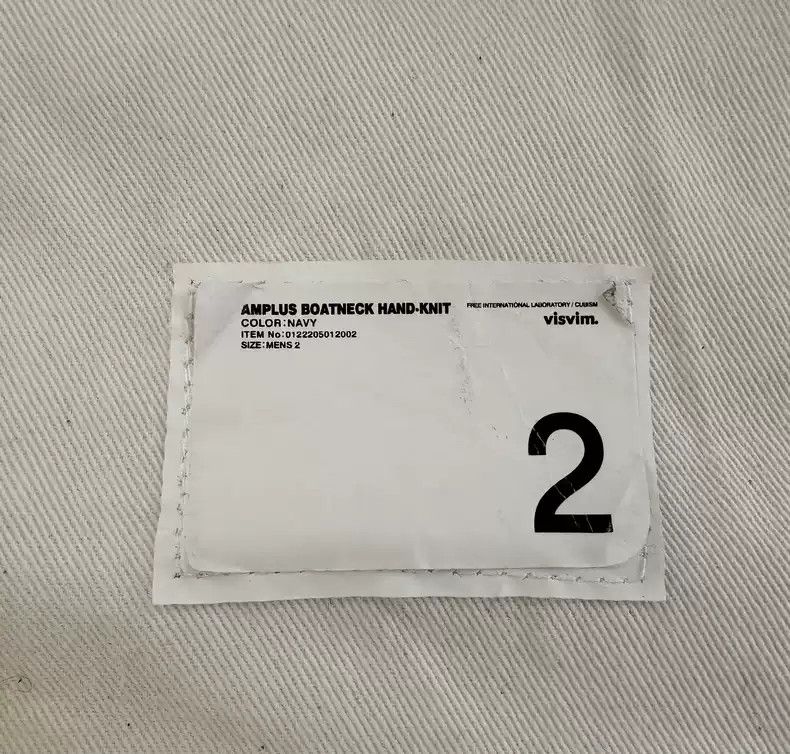 AMPLUS BOATNECK HAND-KNIT
COLOR:NAVY
ITEM No:0122205012002
SIZE:MENS 2
FREE INTERNATIONAL LABORATORY / CUBISM
visvim.
2